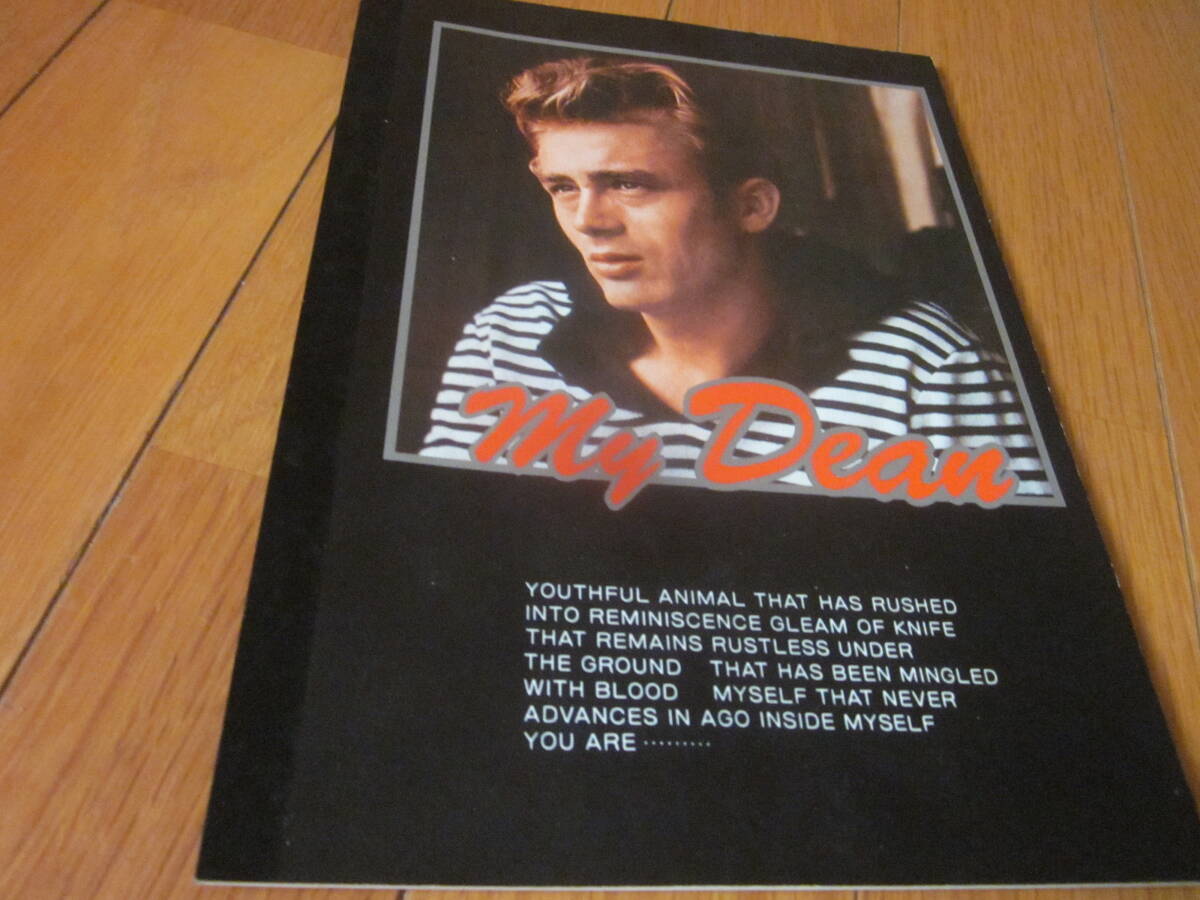 My Dean
YOUTHFUL ANIMAL THAT HAS RUSHED
INTO REMINISCENCE GLEAM OF KNIFE
THAT REMAINS RUSTLESS UNDER
THE GROUND THAT HAS BEEN MINGLED
WITH BLOOD MYSELF THAT NEVER
ADVANCES IN AGO INSIDE MYSELF
YOU ARE ·········